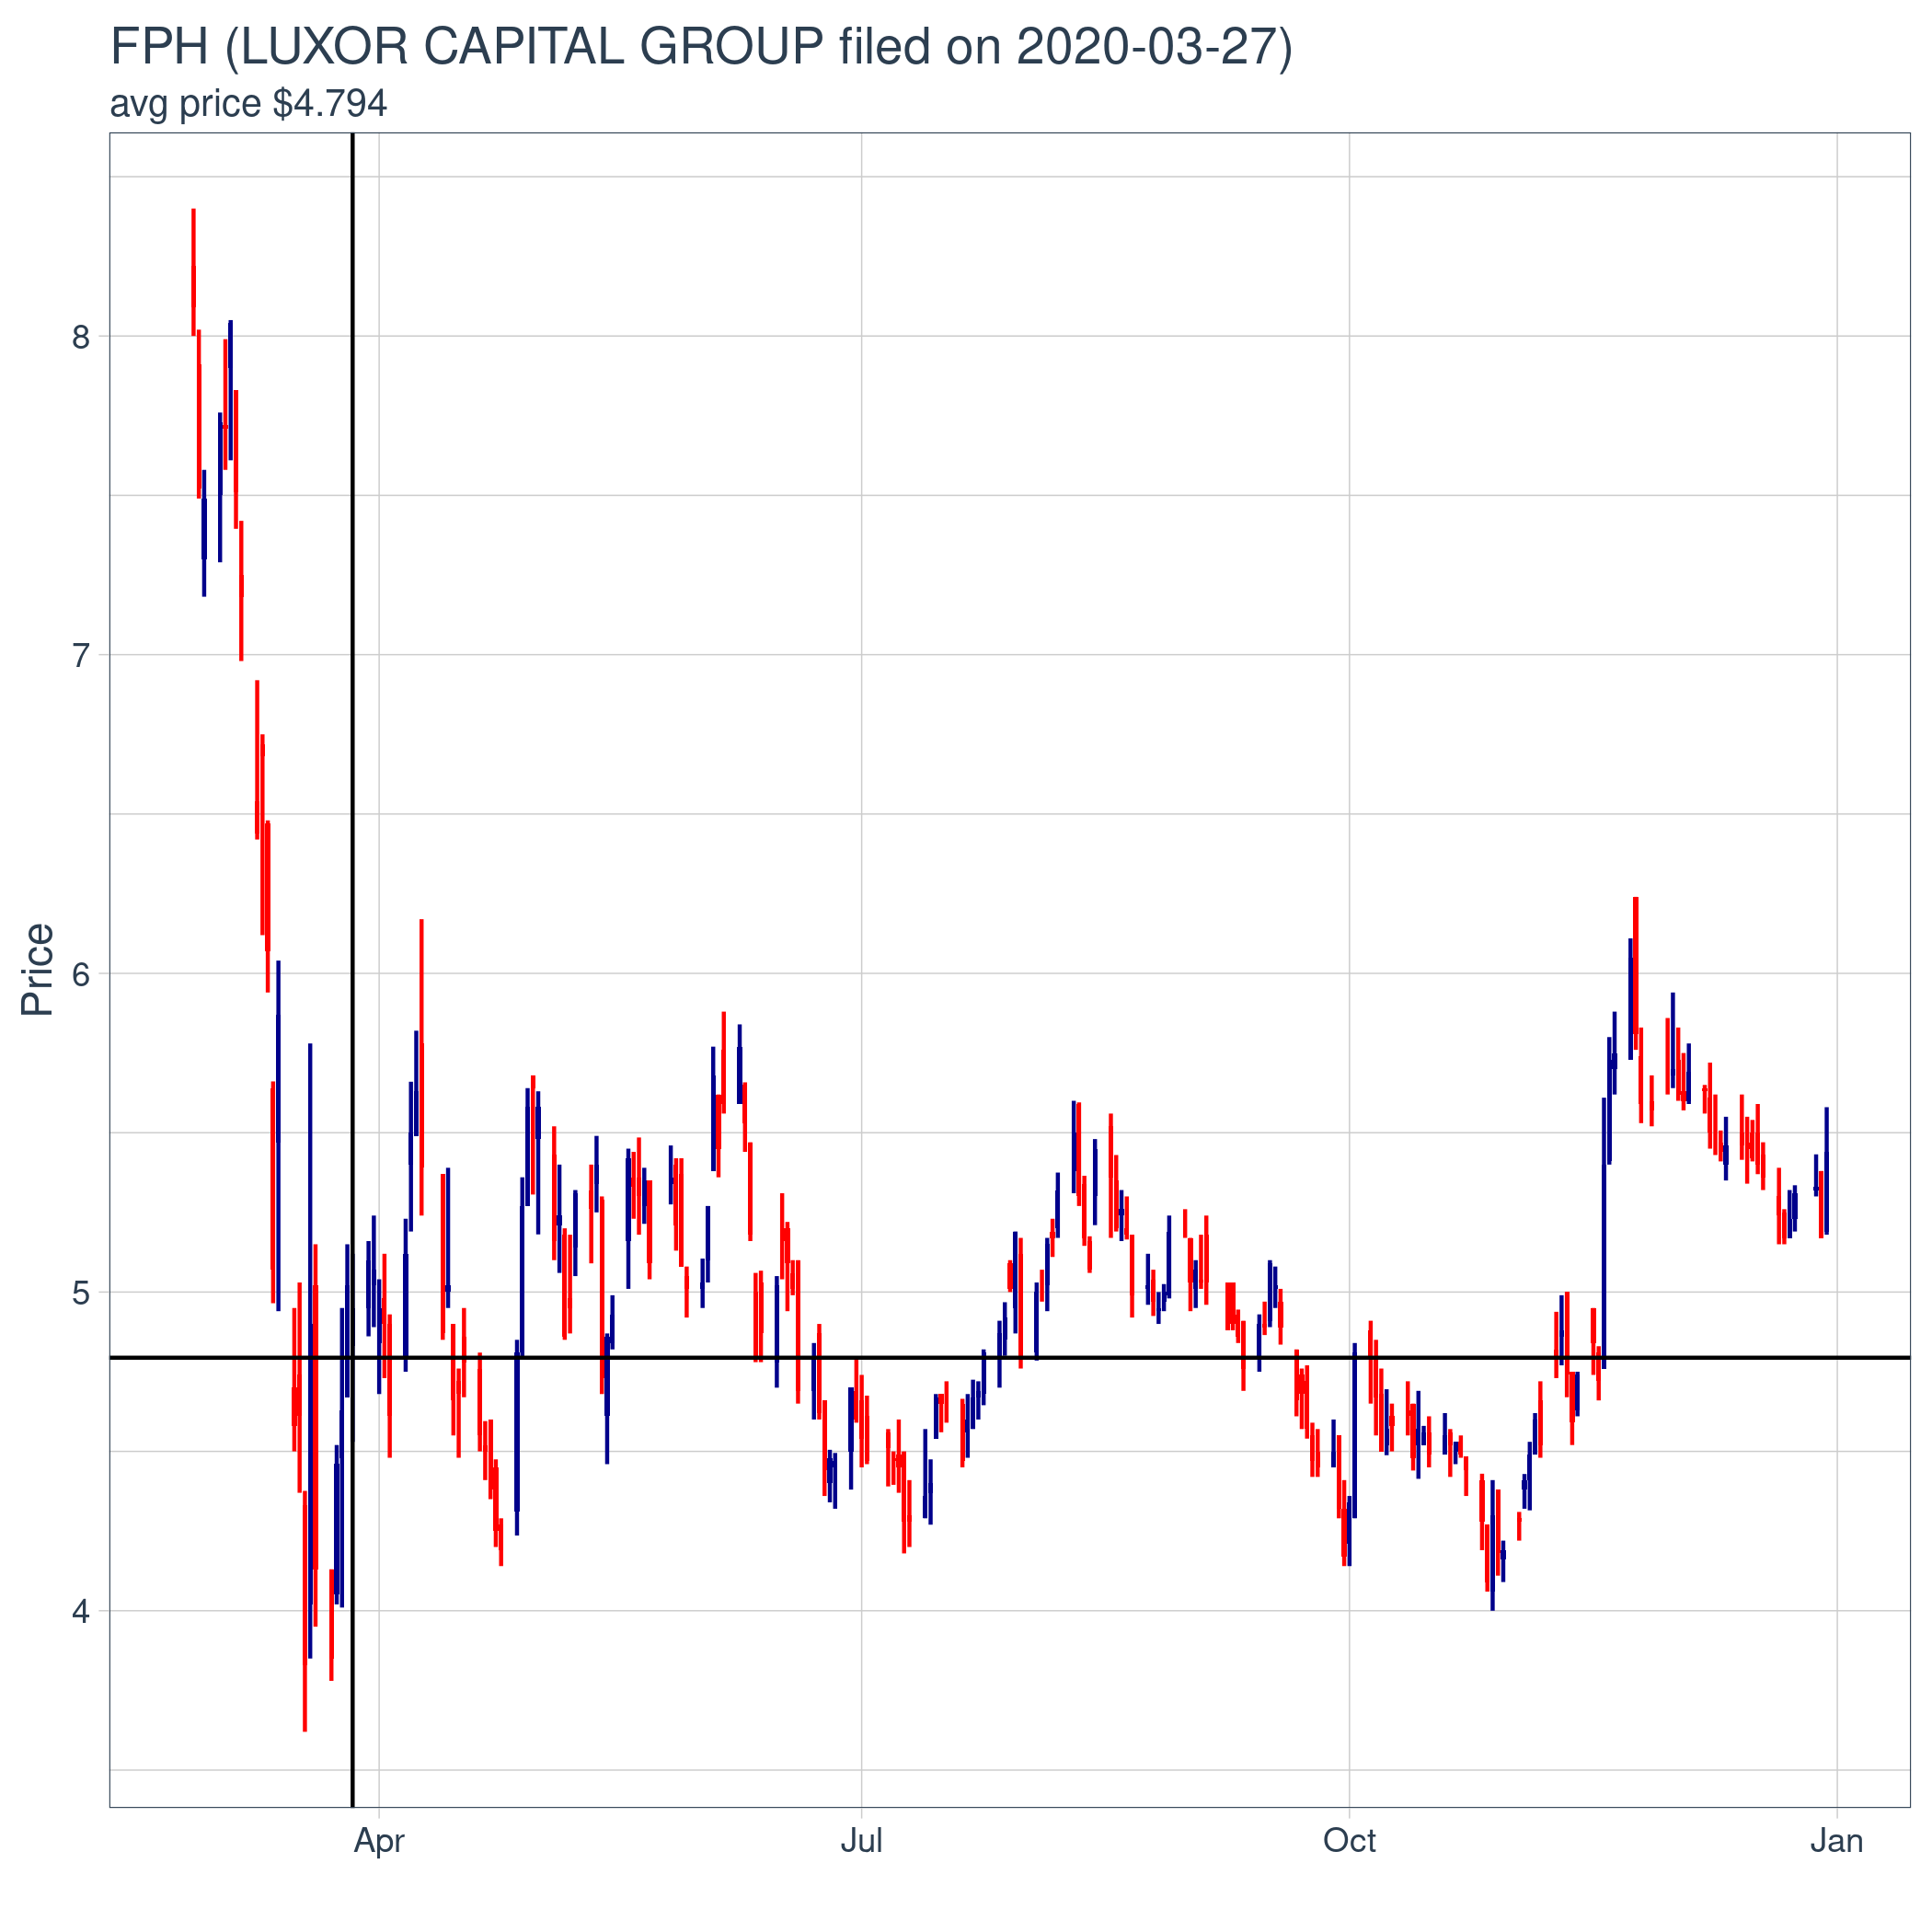 FPH (LUXOR CAPITAL GROUP filed on 2020-03-27)
avg price $4.794
8
7
6
5
4
Price
Apr Jul Oct Jan